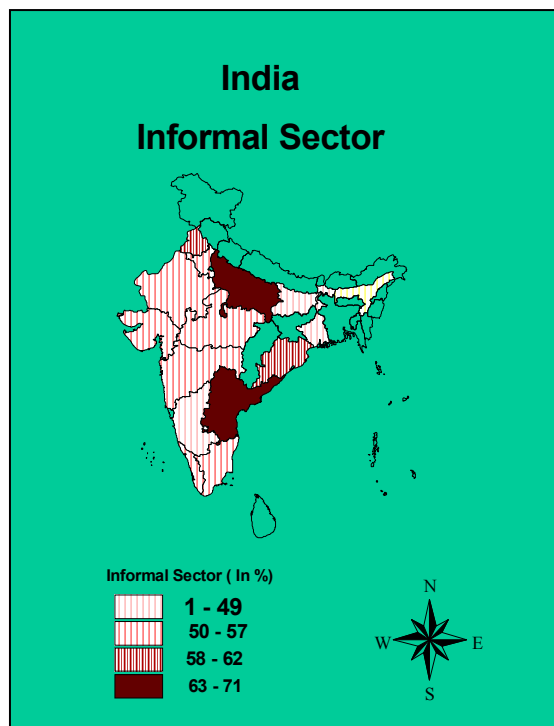 India
Informal Sector
Informal Sector ( In %)
1 - 49
50 - 57
58 - 62
63 - 71
N
W E
S